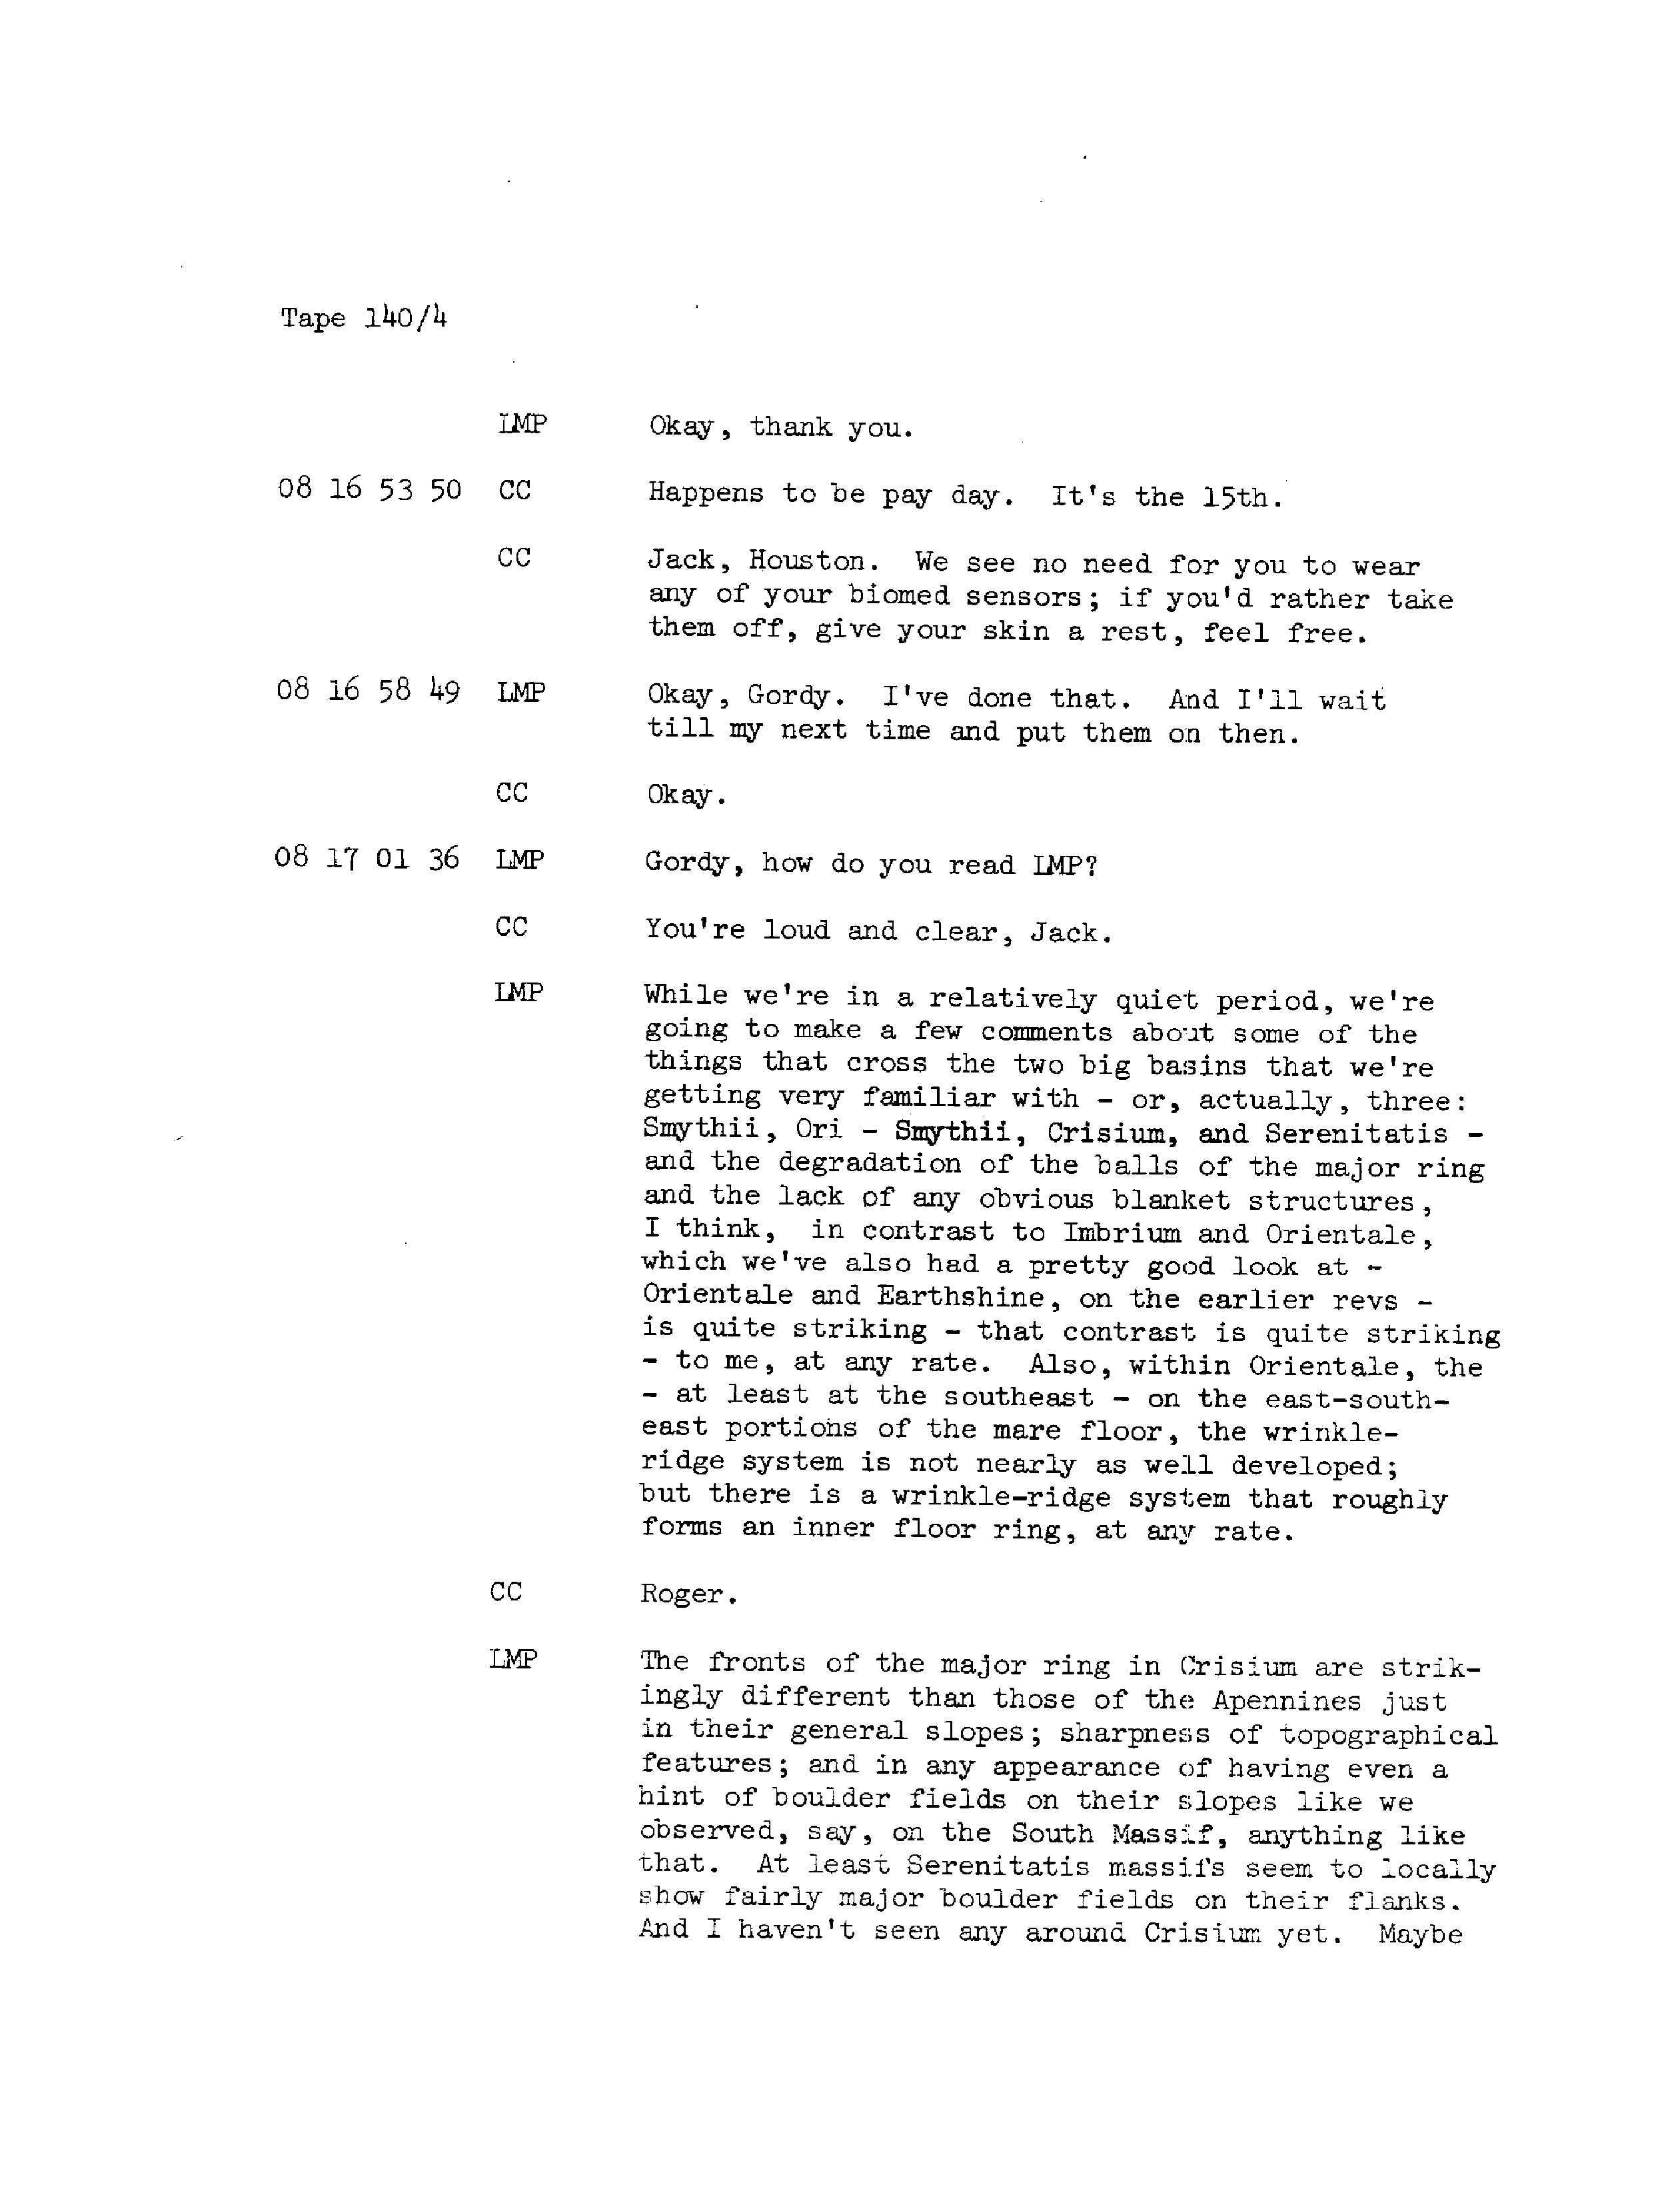 Tape 140/4
LMP Okay, thank you.
08 16 53 50 CC Happens to be pay day. It's the 15th.
CC Jack, Houston. We see no need for you to wear
any of your biomed sensors; if you'd rather take
them off, give your skin a rest, feel free.
08 16 58 49 LMP Okay, Gordy. I've done that. And I'll wait
till my next time and put them on then.
CC Okay.
08 17 01 36 LMP Gordy, how do you read LMP?
CC You're loud and clear, Jack.
LMP While we're in a relatively quiet period, we're
going to make a few comments about some of the
things that cross the two big basins that we're
getting very familiar with - or, actually, three:
Smythii, Ori - Smythii, Crisium, and Serenitatis -
and the degradation of the balls of the major ring
and the lack of any obvious blanket structures,
I think, in contrast to Imbrium and Orientale,
which we've also had a pretty good look at -
Orientale and Earthshine, on the earlier revs -
is quite striking - that contrast is quite striking
- to me, at any rate. Also, within Orientale, the
- at least at the southeast - on the east-south-
east portions of the mare floor, the wrinkle-
ridge system is not nearly as well developed;
but there is a wrinkle-ridge system that roughly
forms an inner floor ring, at any rate.
CC Roger.
LMP The fronts of the major ring in Crisium are strik-
ingly different than those of the Apennines just
in their general slopes; sharpness of topographical
features; and in any appearance of having even a
hint of boulder fields on their slopes like we
observed, say, on the South Massif, anything like
that. At least Serenitatis massifs seem to locally
show fairly major boulder fields on their flanks.
And I haven't seen any around Crisium yet. Maybe